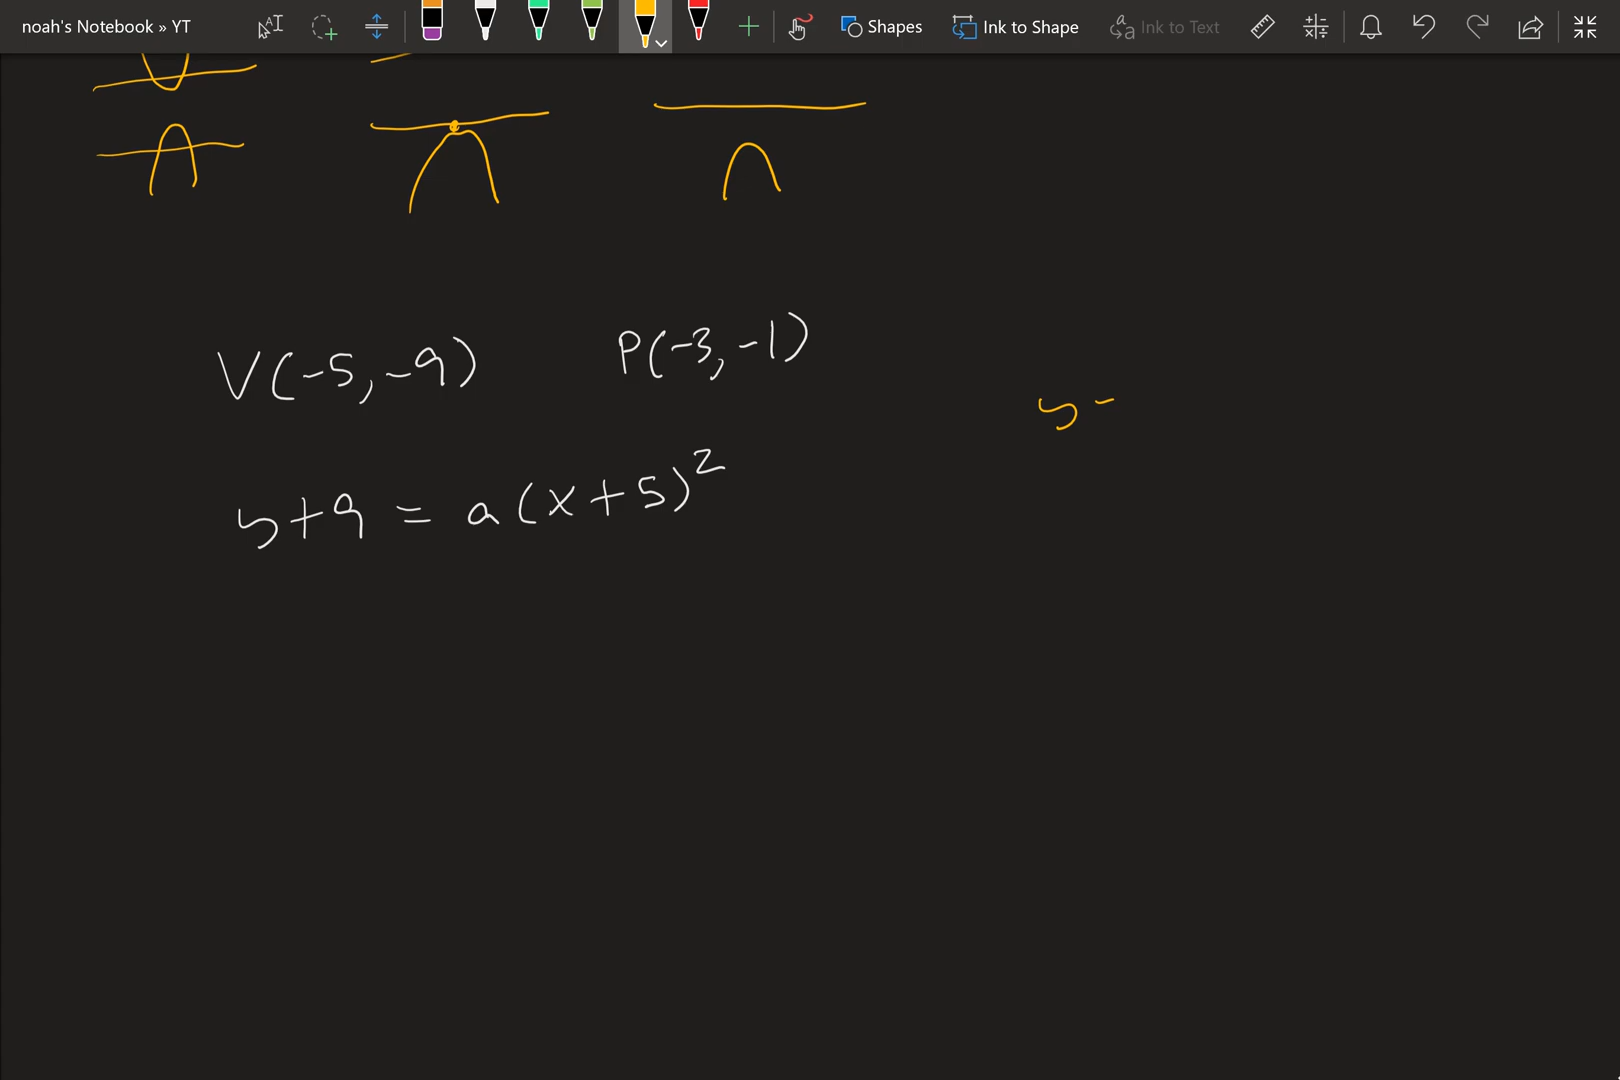 noah's Notebook » YT
Shapes
Ink to Shape
Ink to Text
V(-5, -9)
P(-3, -1)
y -
y+9 = a(x+5)²